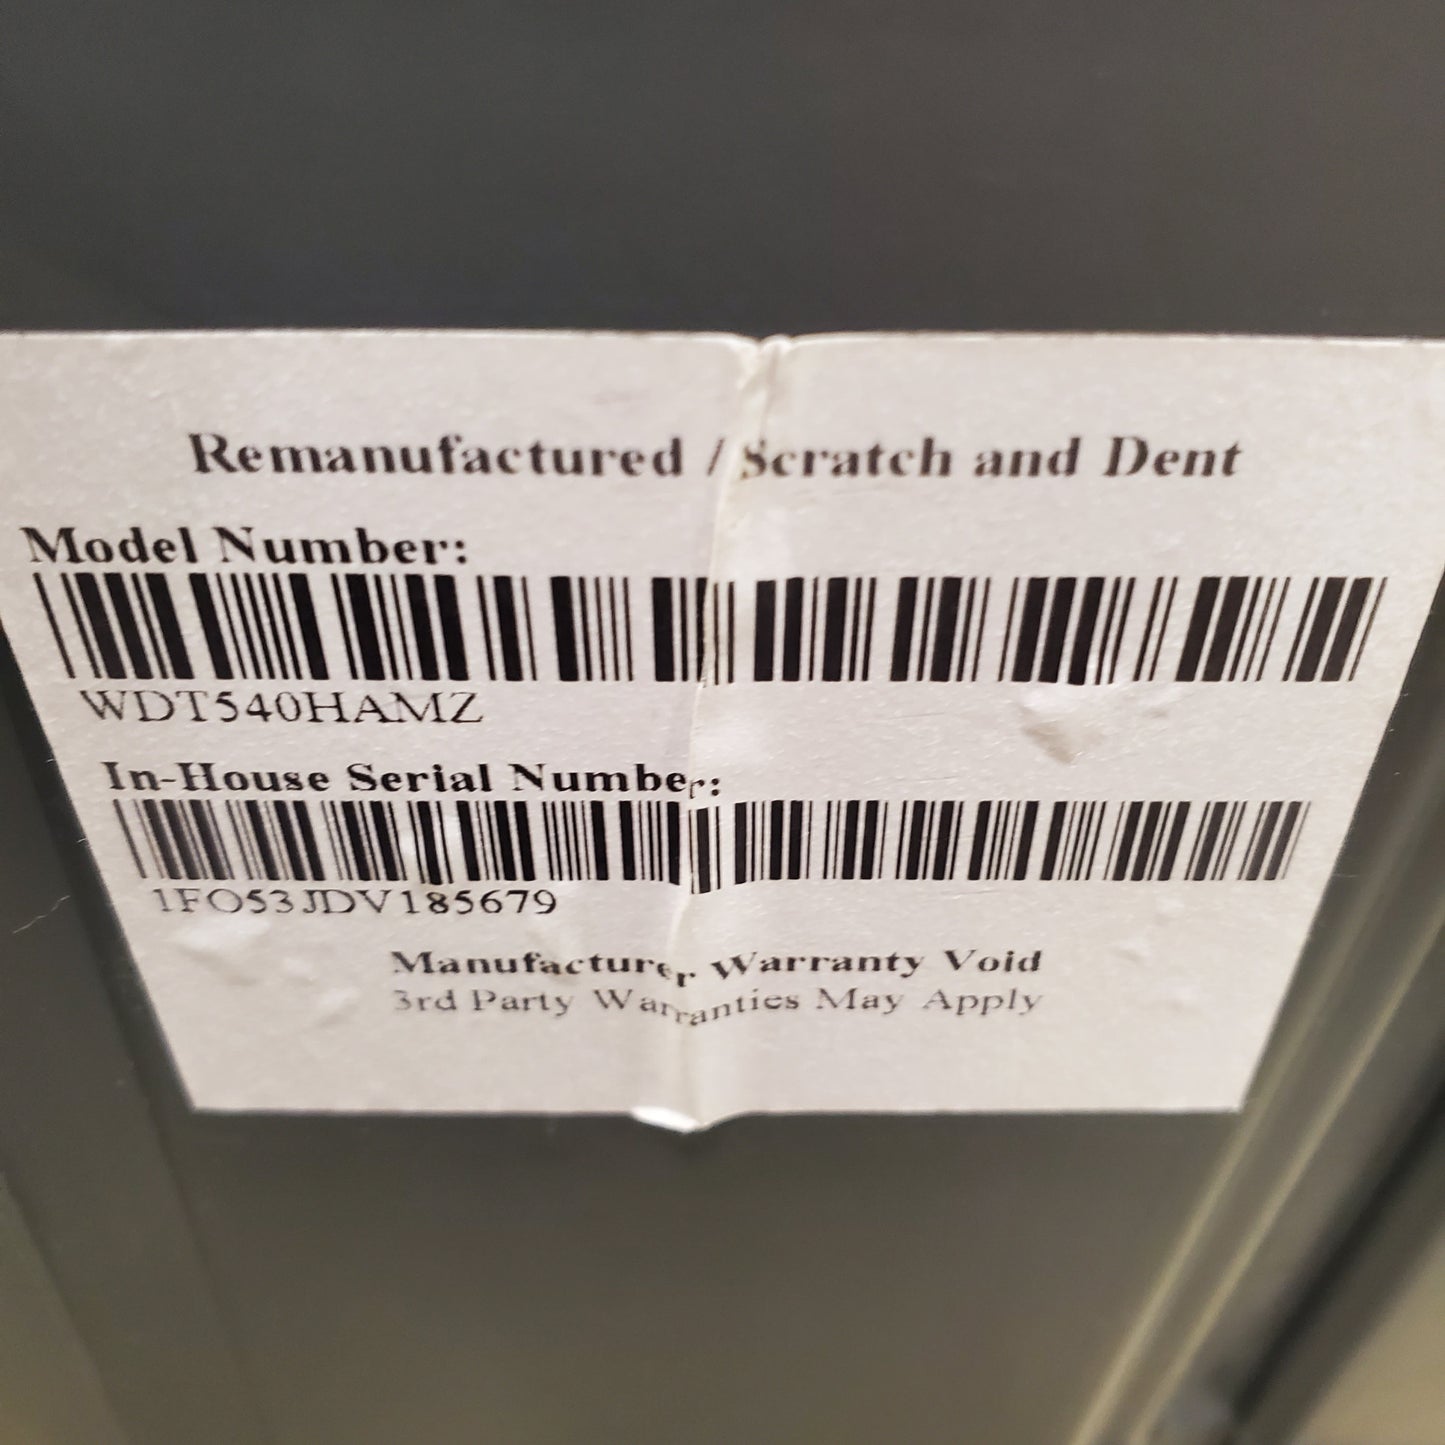 Remanufactured / Scratch and Dent
Model Number:
WDT540HAMZ
In-House Serial Number:
1FO53JDV185679
Manufacturer Warranty Void
3rd Party Warranties May Apply